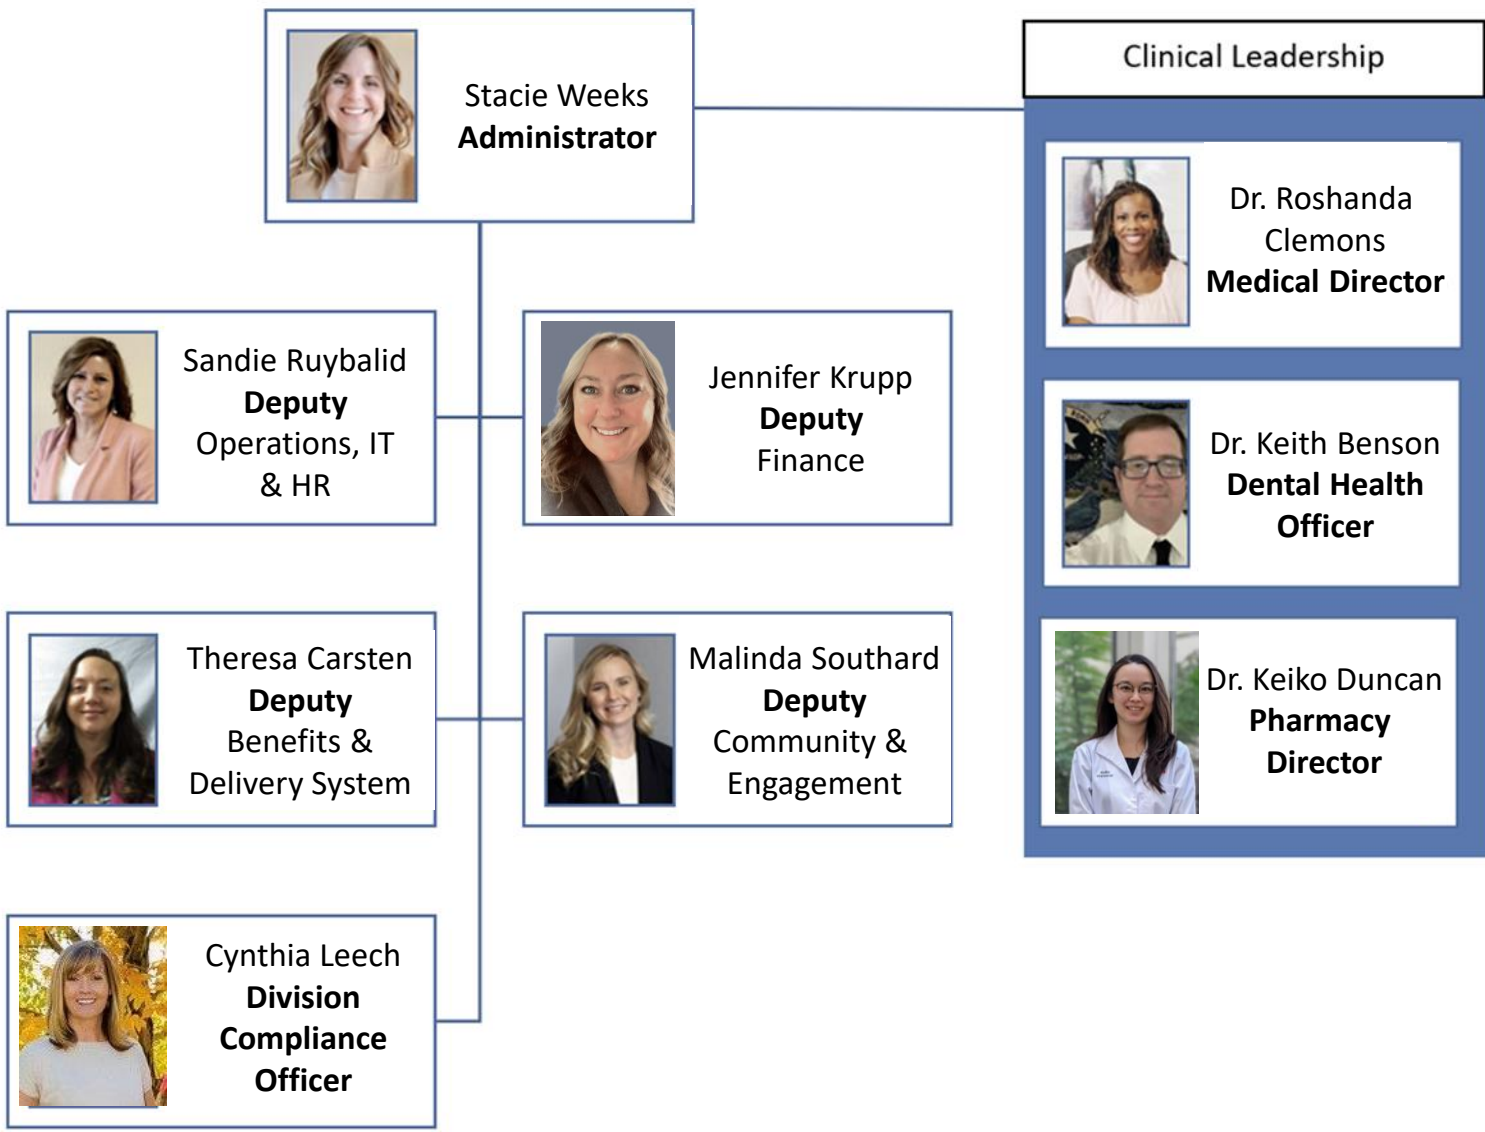 Stacie Weeks
Administrator
Clinical Leadership
Dr. Roshanda
Clemons
Medical Director
Sandie Ruybalid
Deputy
Operations, IT
& HR
Jennifer Krupp
Deputy
Finance
Dr. Keith Benson
Dental Health
Officer
Theresa Carsten
Deputy
Benefits &
Delivery System
Malinda Southard
Deputy
Community &
Engagement
Dr. Keiko Duncan
Pharmacy
Director
Cynthia Leech
Division
Compliance
Officer